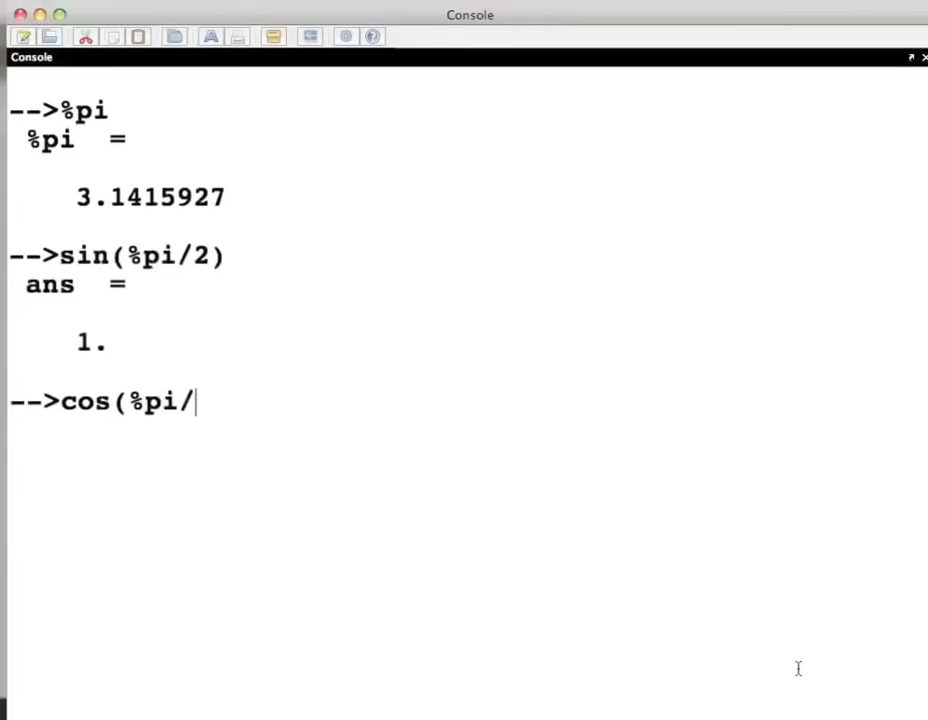 Console
Console
-->%pi
%pi =
3.1415927
-->sin(%pi/2)
ans =
1.
-->cos(%pi/